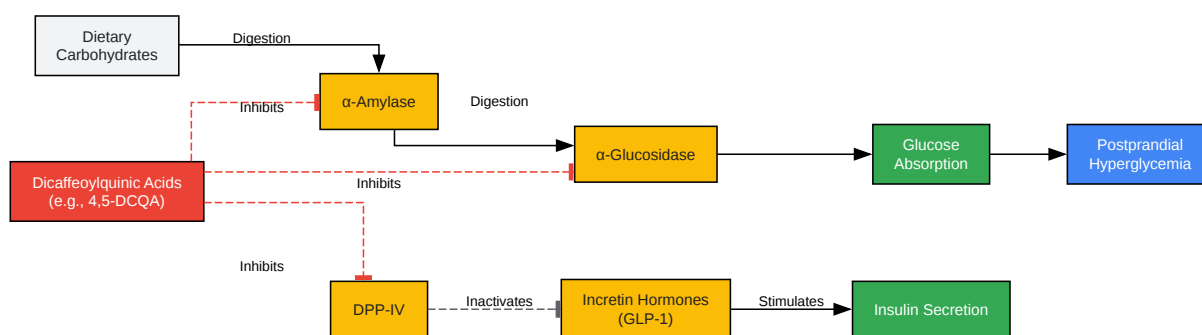 Dietary
Carbohydrates
Digestion
α-Amylase
Digestion
Inhibits
α-Glucosidase
Glucose
Absorption
Postprandial
Hyperglycemia
Dicaffeoylquinic Acids
(e.g., 4,5-DCQA)
Inhibits
Inhibits
DPP-IV
Inactivates
Incretin Hormones
(GLP-1)
Stimulates
Insulin Secretion